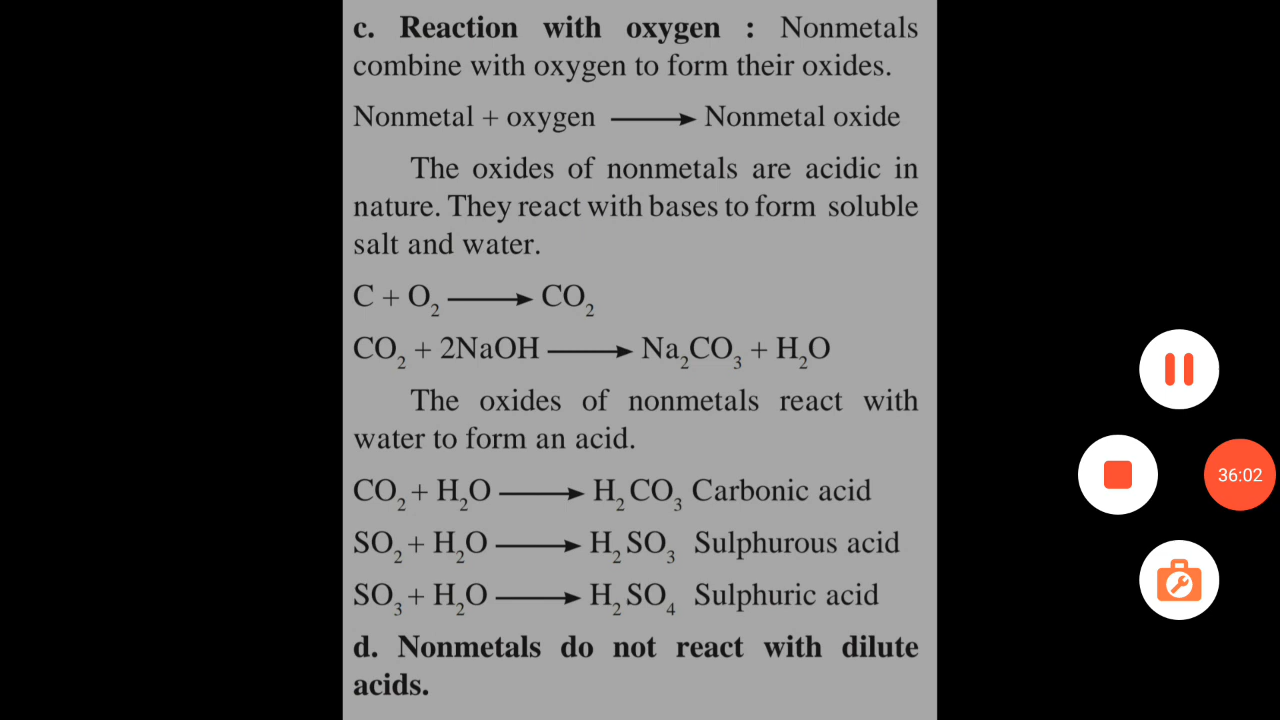 c. Reaction with oxygen : Nonmetals
combine with oxygen to form their oxides.
Nonmetal + oxygen ⟶ Nonmetal oxide
The oxides of nonmetals are acidic in
nature. They react with bases to form soluble
salt and water.
C + O₂ ⟶ CO₂
CO₂ + 2NaOH ⟶ Na₂CO₃ + H₂O
The oxides of nonmetals react with
water to form an acid.
CO₂ + H₂O ⟶ H₂CO₃ Carbonic acid
SO₂ + H₂O ⟶ H₂SO₃ Sulphurous acid
SO₃ + H₂O ⟶ H₂SO₄ Sulphuric acid
d. Nonmetals do not react with dilute
acids.
36:02